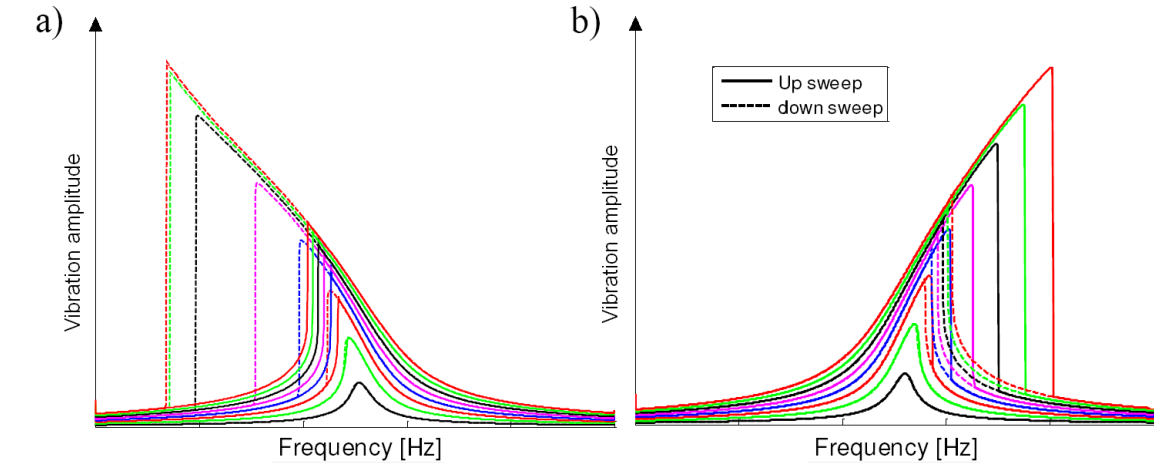 a)
Vibration amplitude
Frequency [Hz]
b)
Up sweep
down sweep
Vibration amplitude
Frequency [Hz]